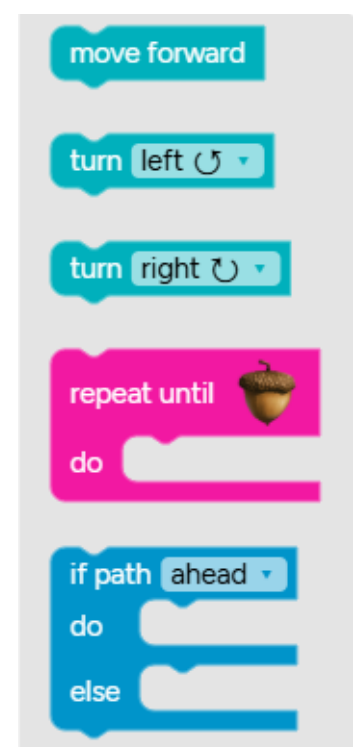 move forward
turn left ↺ ▾
turn right ↻ ▾
repeat until
do
if path ahead ▾
do
else